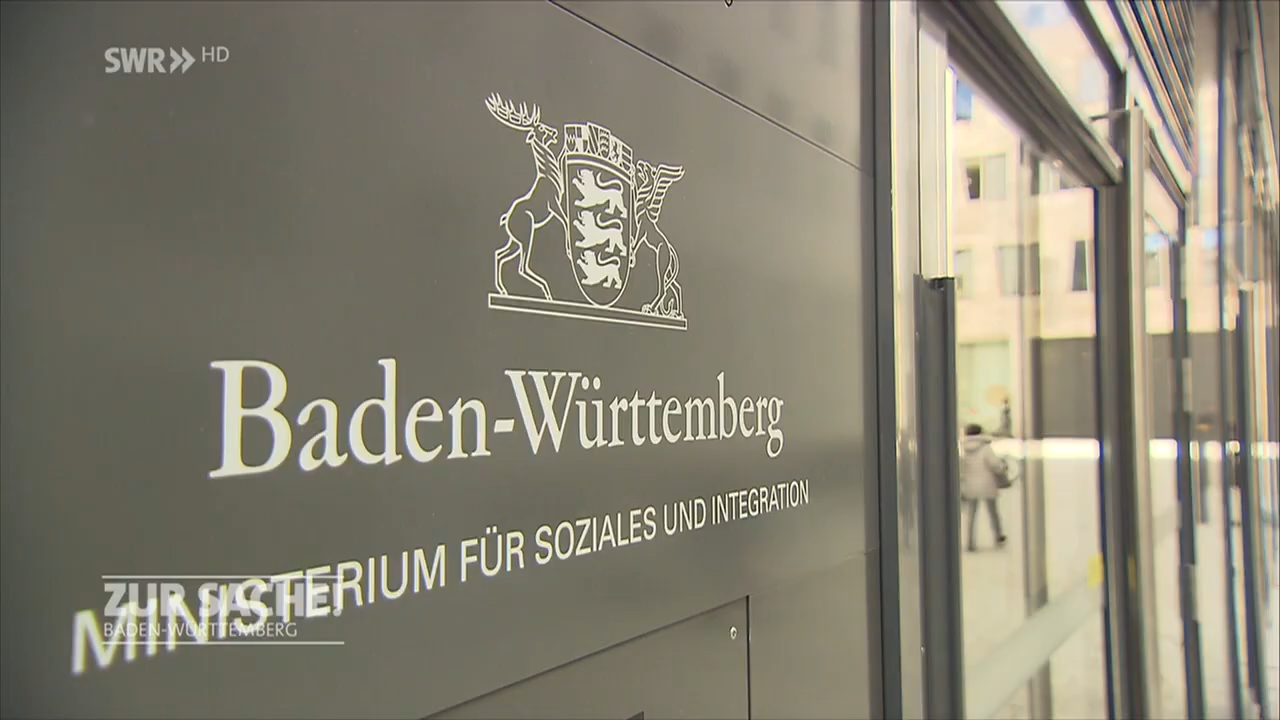 SWR» HD
Baden-Württemberg
MINISTERIUM FÜR SOZIALES UND INTEGRATION
ZUR SACHE!
BADEN-WÜRTTEMBERG